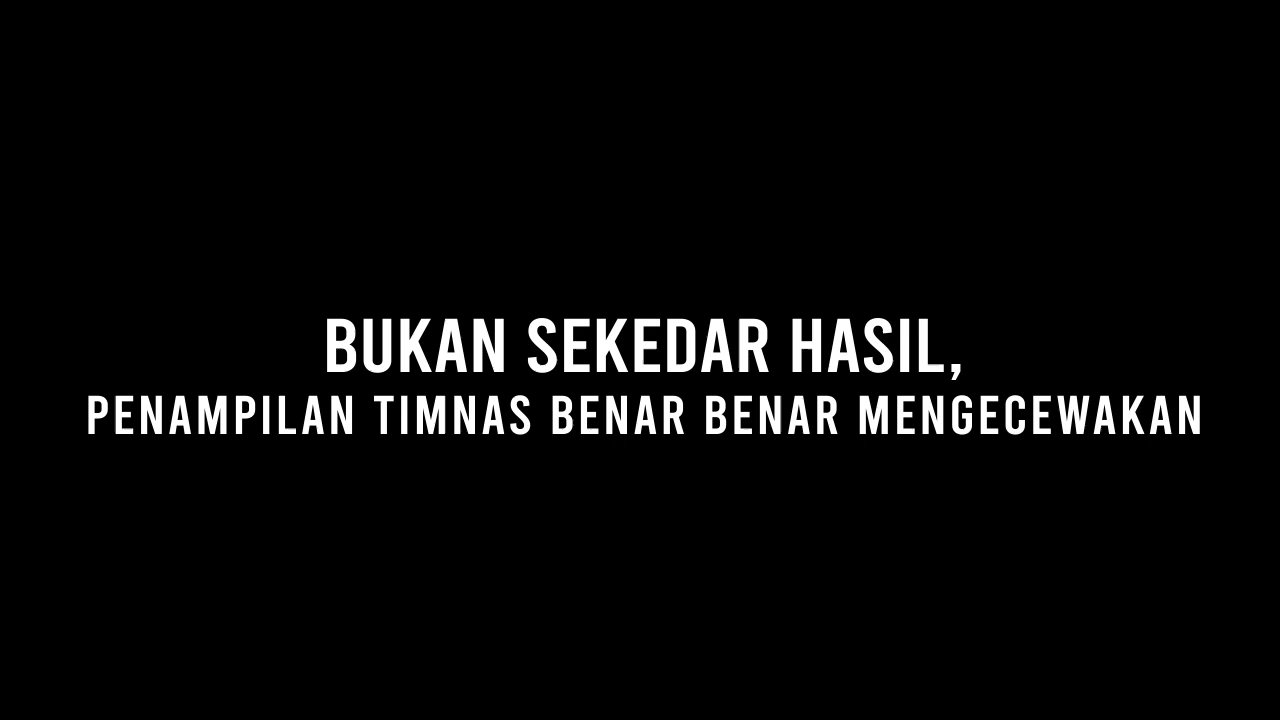 BUKAN SEKEDAR HASIL,
PENAMPILAN TIMNAS BENAR BENAR MENGECEWAKAN